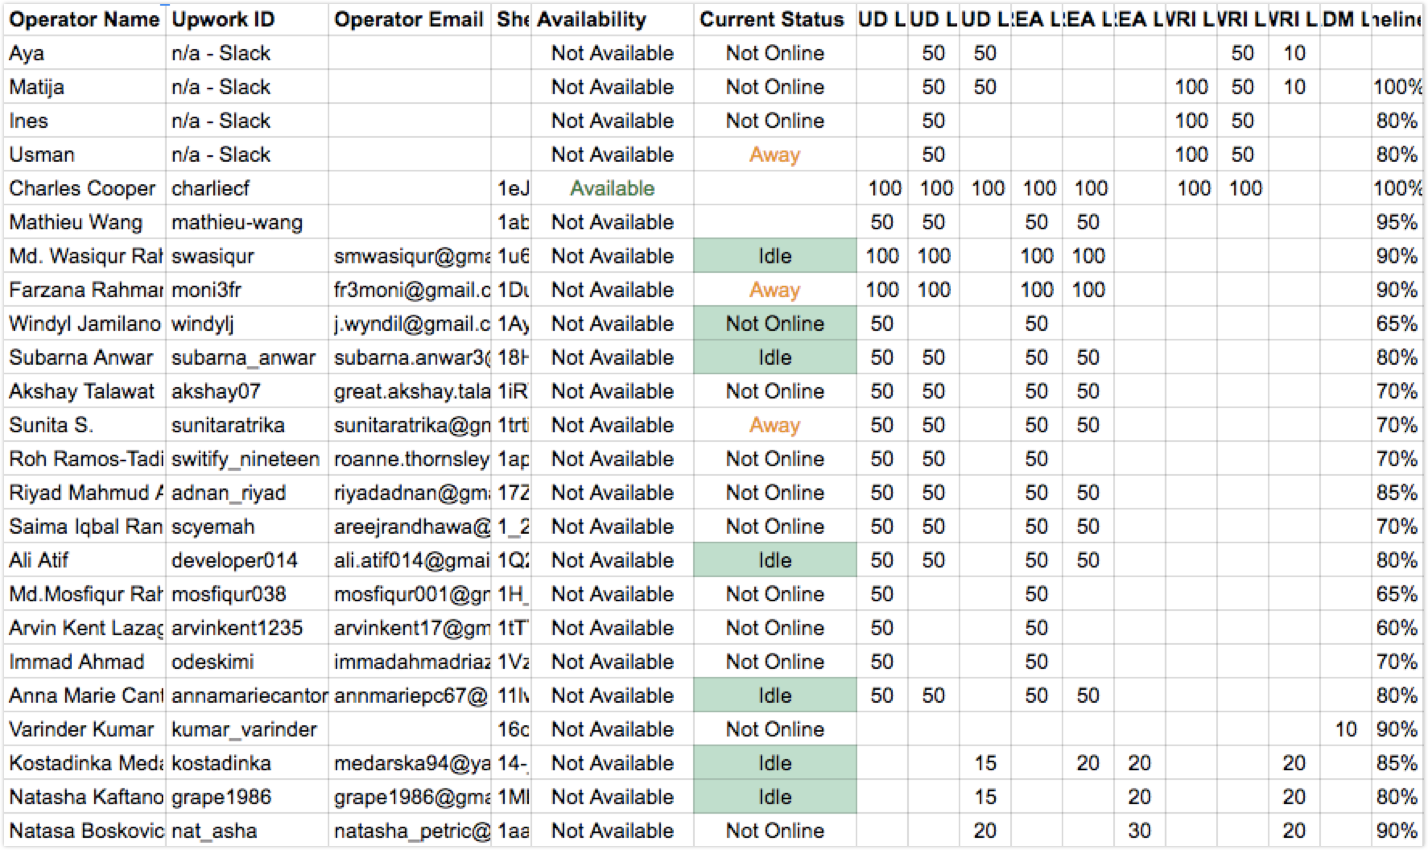 Operator Name Upwork ID Operator Email She Availability Current Status UD L UD L UD L EA L EA L EA L VRI L VRI L VRI L DM L neline
Aya n/a - Slack Not Available Not Online 50 50 50 10
Matija n/a - Slack Not Available Not Online 50 50 100 50 10 100%
Ines n/a - Slack Not Available Not Online 50 100 50 80%
Usman n/a - Slack Not Available Away 50 100 50 80%
Charles Cooper charliecf 1eJ Available 100 100 100 100 100 100 100 100%
Mathieu Wang mathieu-wang 1ab Not Available 50 50 50 50 95%
Md. Wasiqur Rah swasiqur smwasiqur@gma 1u6 Not Available Idle 100 100 100 100 90%
Farzana Rahman moni3fr fr3moni@gmail.c 1Du Not Available Away 100 100 100 100 90%
Windyl Jamilano windylj j.wyndil@gmail.c 1Ay Not Available Not Online 50 50 65%
Subarna Anwar subarna_anwar subarna.anwar3@ 18H Not Available Idle 50 50 50 50 80%
Akshay Talawat akshay07 great.akshay.tala 1iR Not Available Not Online 50 50 50 50 70%
Sunita S. sunitaratrika sunitaratrika@gm 1trti Not Available Away 50 50 50 50 70%
Roh Ramos-Tadi switify_nineteen roanne.thornsley 1ap Not Available Not Online 50 50 50 70%
Riyad Mahmud A adnan_riyad riyadadnan@gma 17Z Not Available Not Online 50 50 50 50 85%
Saima Iqbal Ran scyemah areejrandhawa@ 1_2 Not Available Not Online 50 50 50 50 70%
Ali Atif developer014 ali.atif014@gmai 1Q2 Not Available Idle 50 50 50 50 80%
Md.Mosfiqur Rah mosfiqur038 mosfiqur001@gm 1H_ Not Available Not Online 50 50 65%
Arvin Kent Lazag arvinkent1235 arvinkent17@gm 1tT Not Available Not Online 50 50 60%
Immad Ahmad odeskimi immadahmadriaz 1Vz Not Available Not Online 50 50 70%
Anna Marie Cant annamariecantor annmariepc67@ 11lv Not Available Idle 50 50 50 50 80%
Varinder Kumar kumar_varinder 16c Not Available Not Online 10 90%
Kostadinka Meda kostadinka medarska94@ya 14- Not Available Idle 15 20 20 20 85%
Natasha Kaftano grape1986 grape1986@gma 1Ml Not Available Idle 15 20 20 80%
Natasa Boskovic nat_asha natasha_petric@ 1aa Not Available Not Online 20 30 20 90%